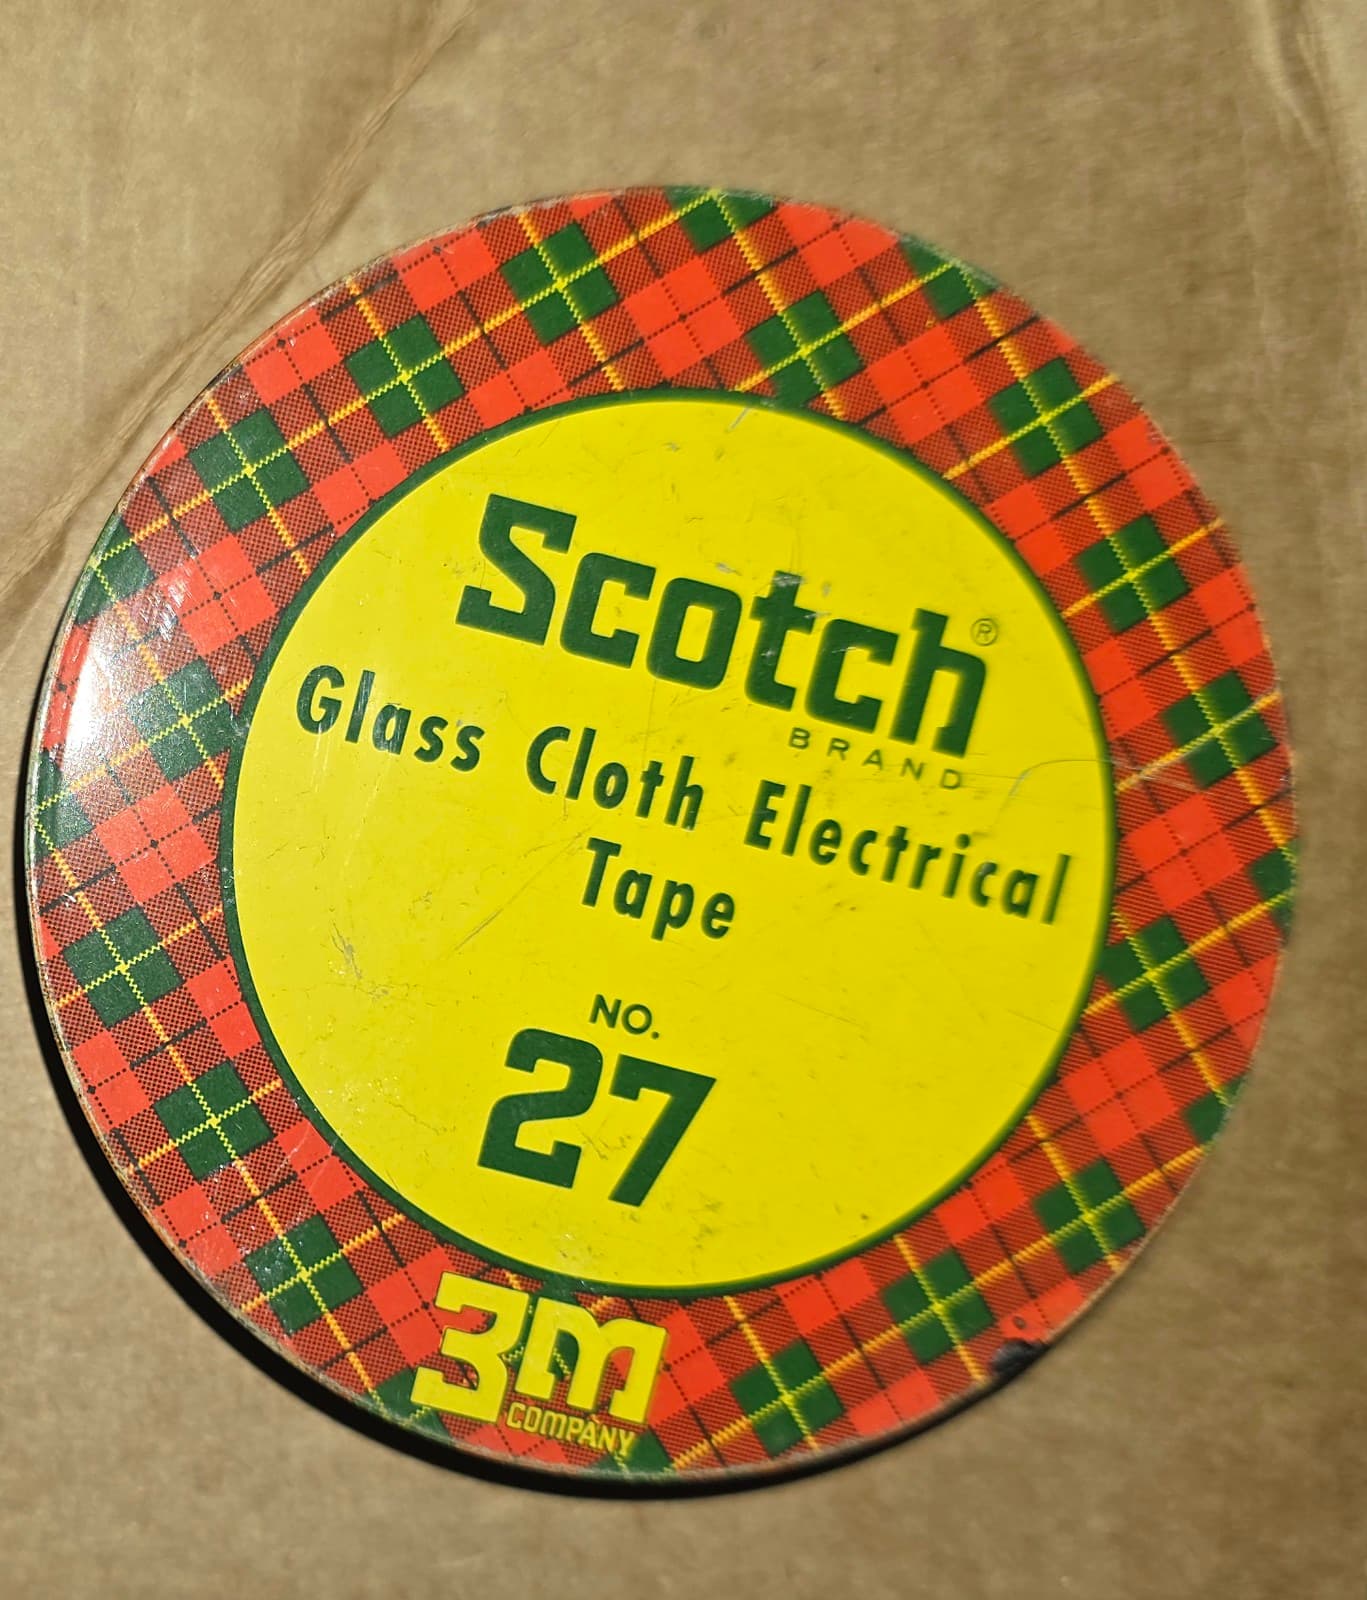 Scotch®
BRAND
Glass Cloth Electrical
Tape
NO.
27
3M
COMPANY